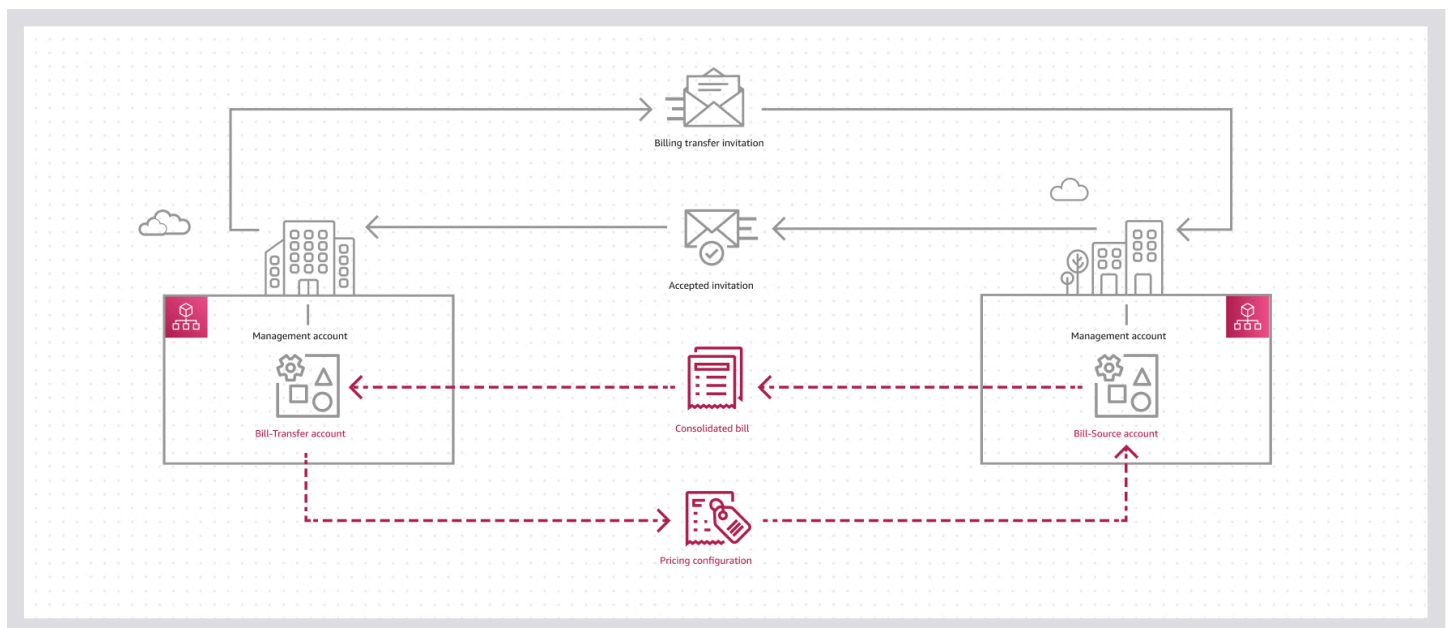 Billing transfer invitation
Accepted invitation
Management account
Management account
Consolidated bill
Bill-Transfer account
Bill-Source account
Pricing configuration